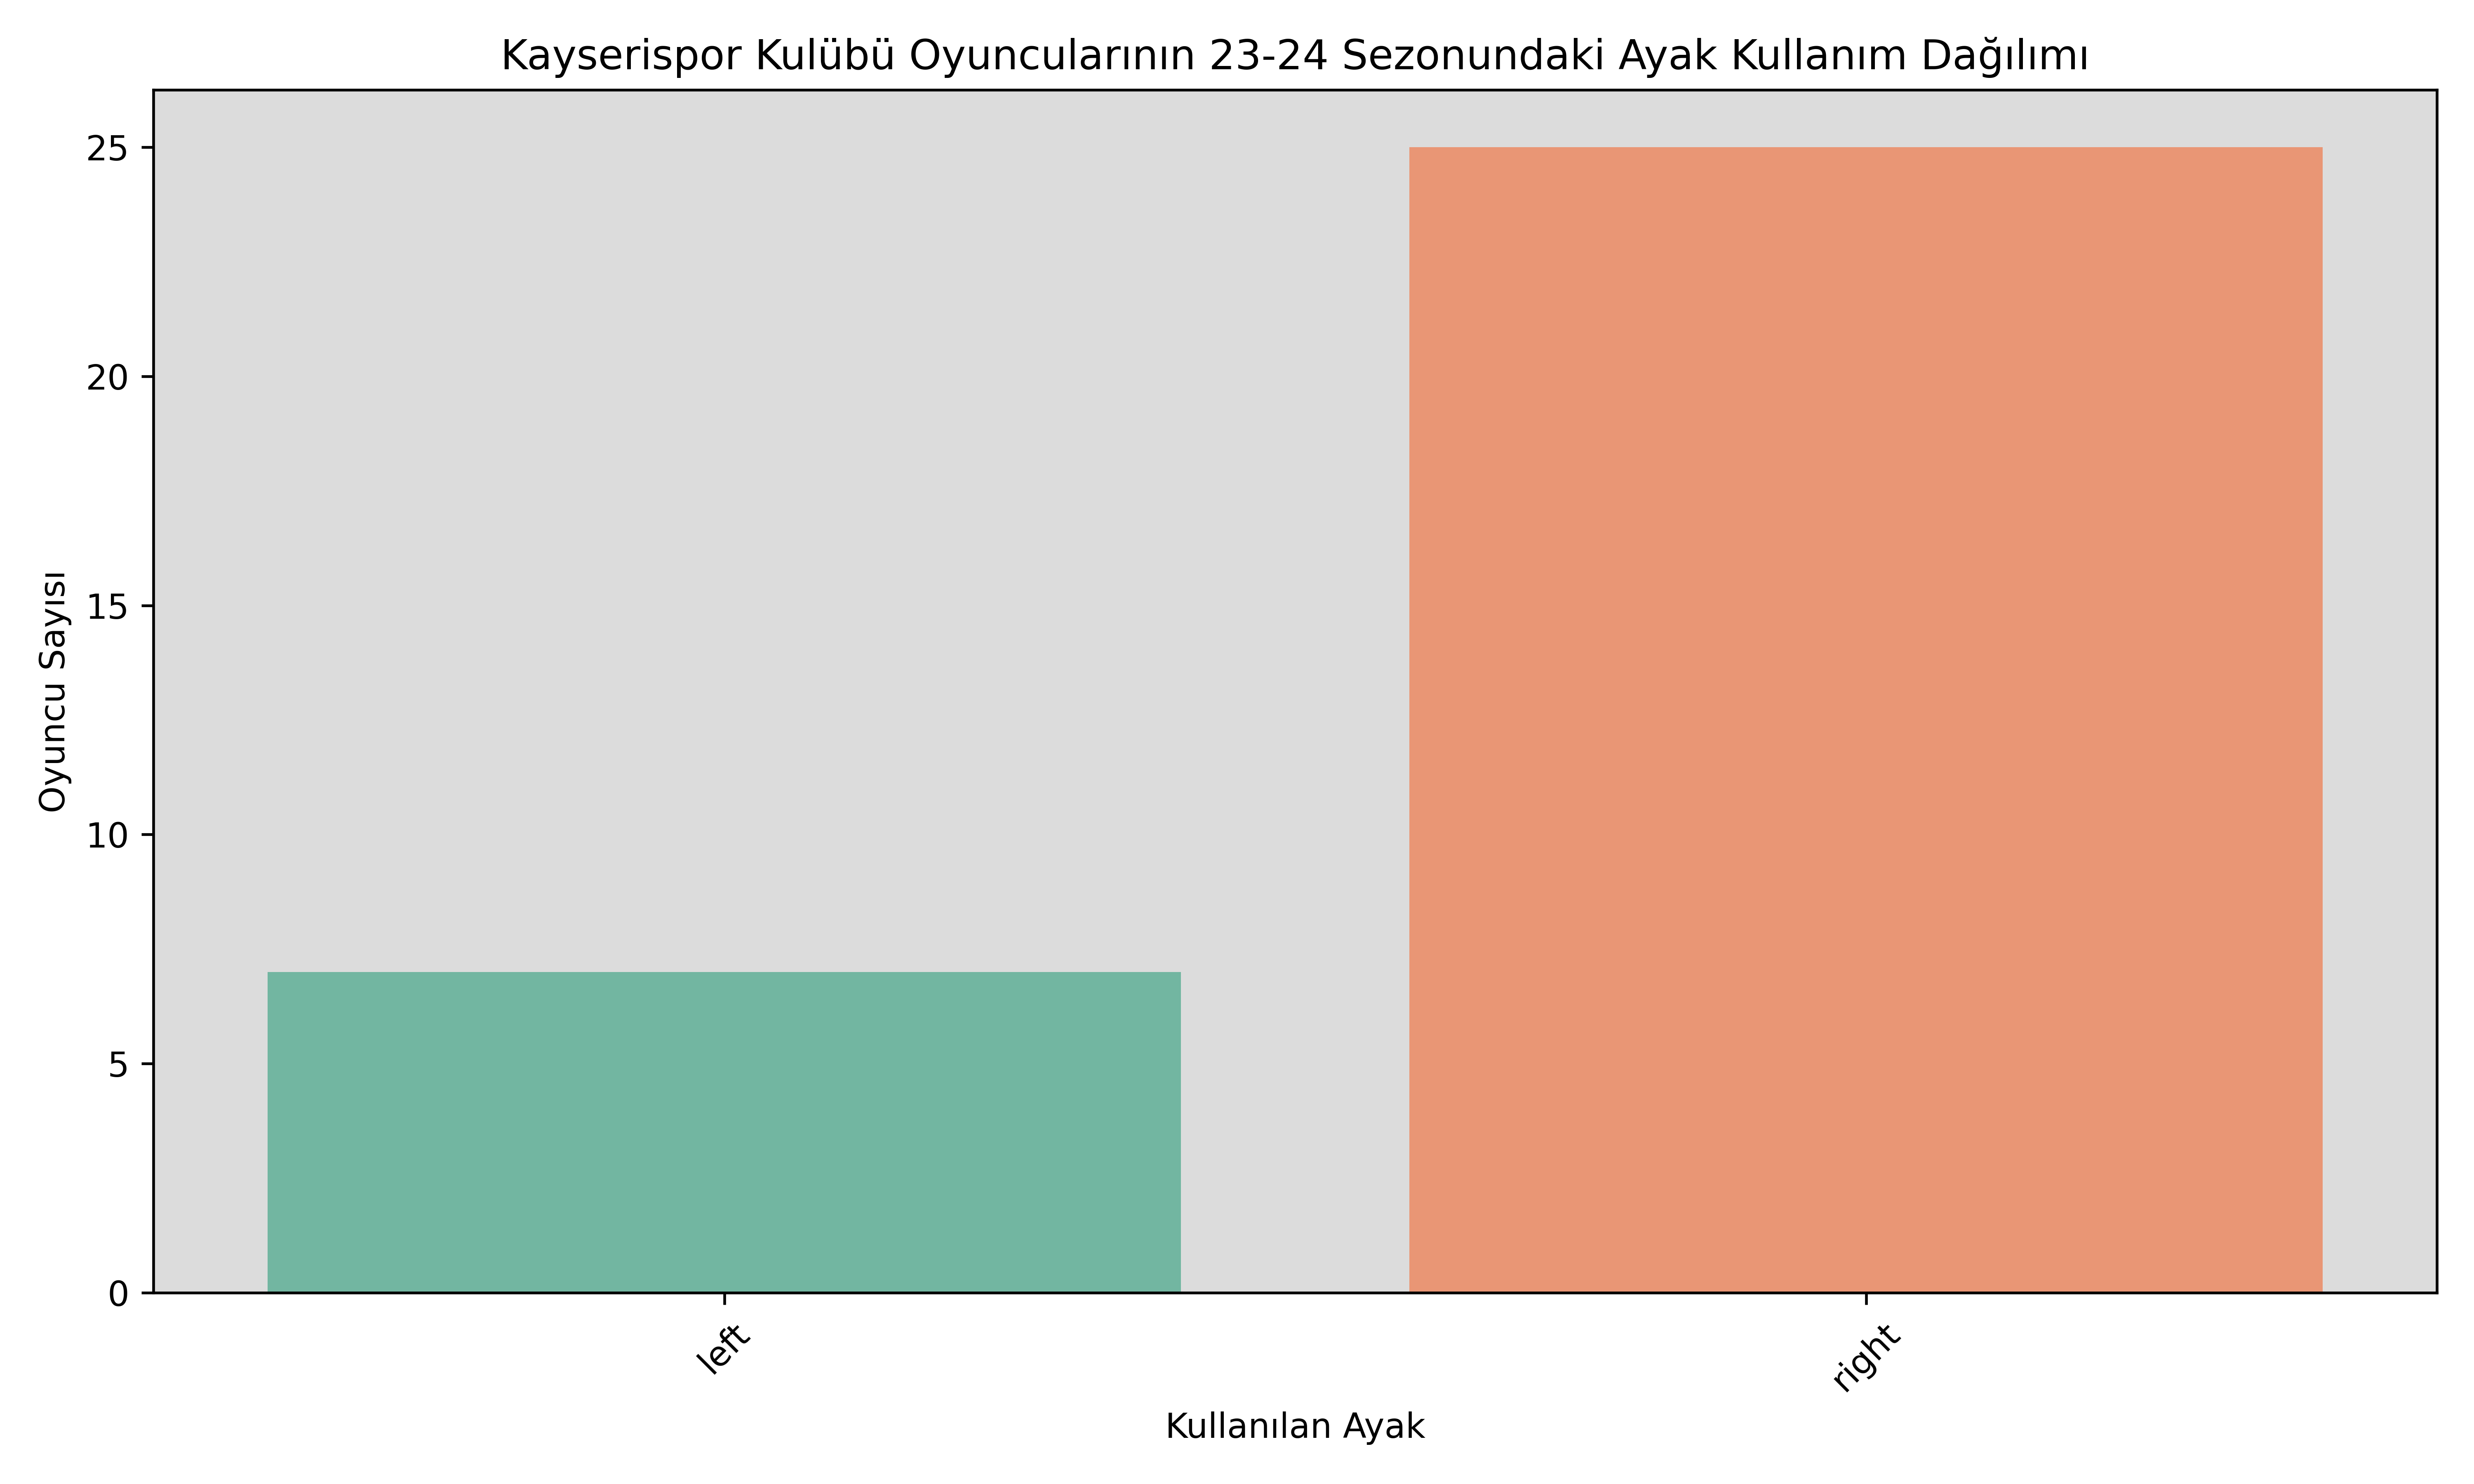 Kayserispor Kulübü Oyuncularının 23-24 Sezonundaki Ayak Kullanım Dağılımı
Oyuncu Sayısı
25
20
15
10
5
0
left
right
Kullanılan Ayak